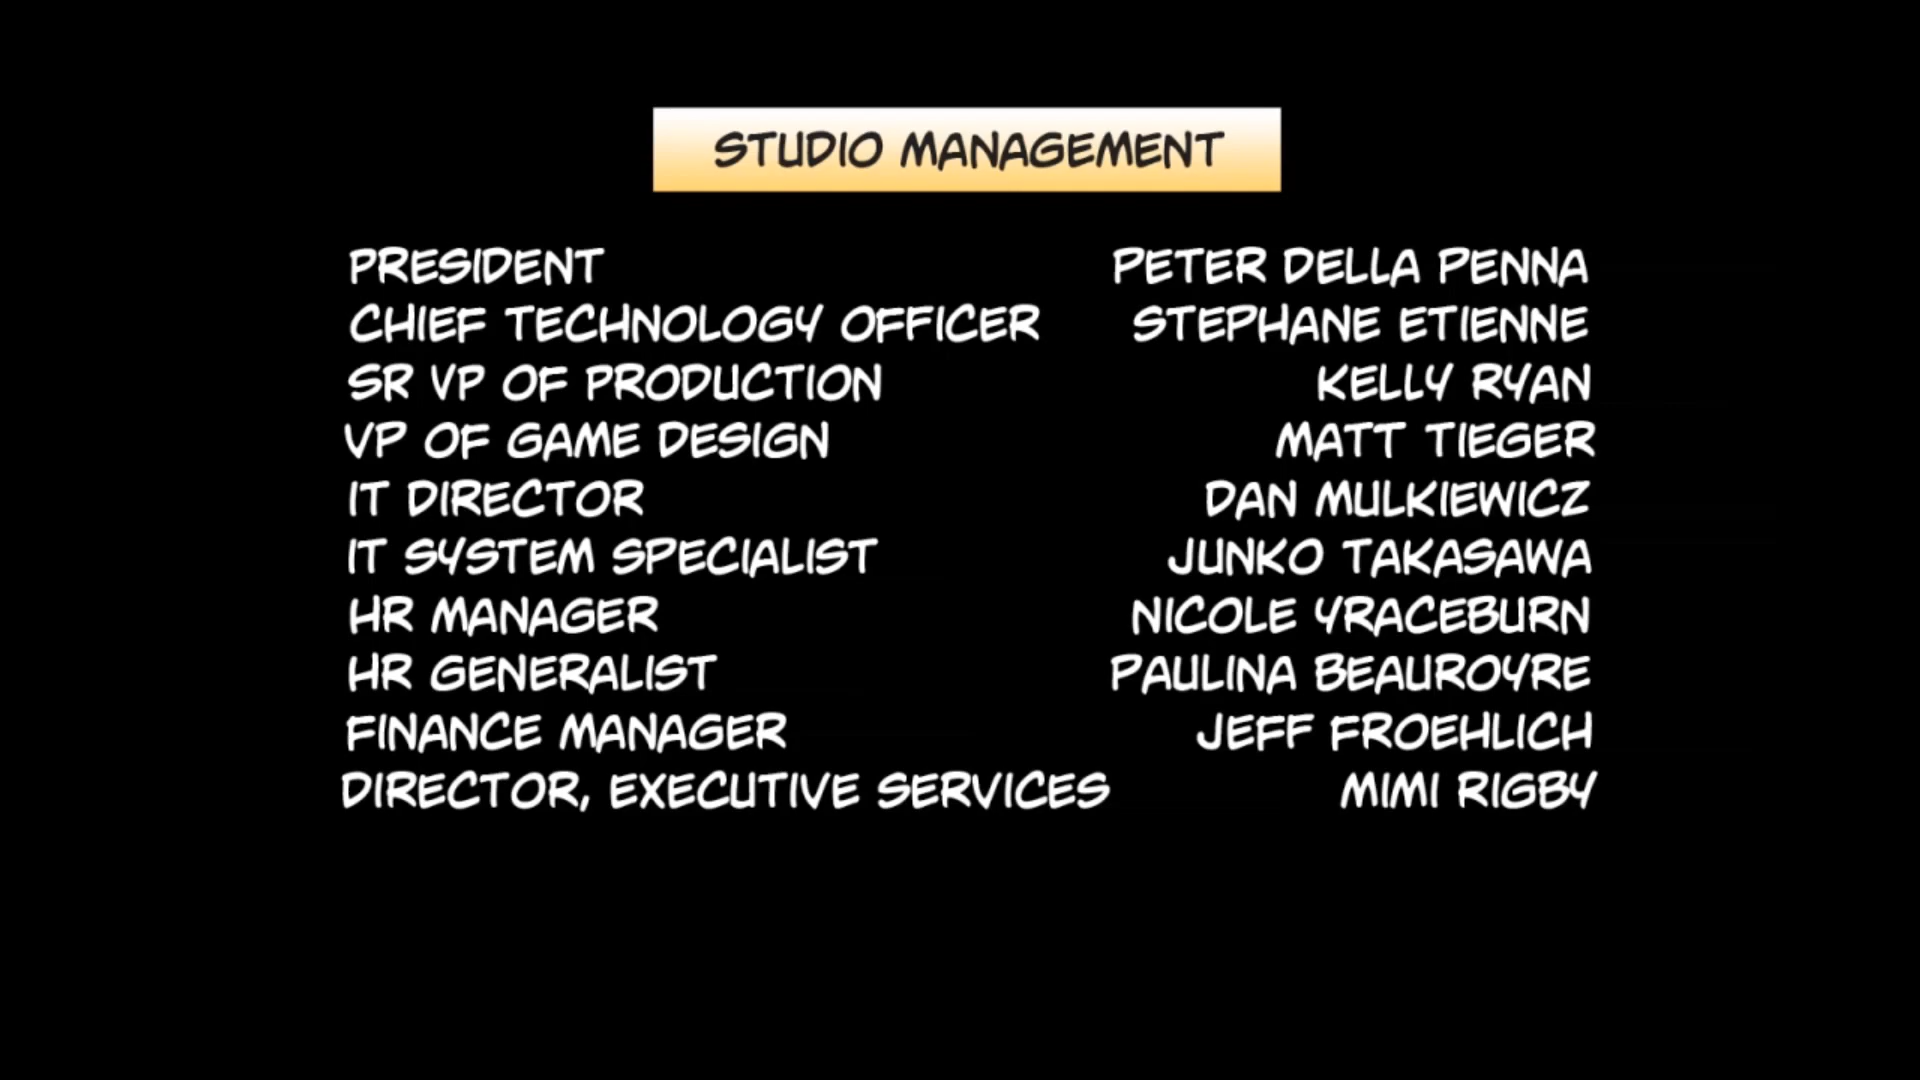 STUDIO MANAGEMENT
PRESIDENT PETER DELLA PENNA
CHIEF TECHNOLOGY OFFICER STEPHANE ETIENNE
SR VP OF PRODUCTION KELLY RYAN
VP OF GAME DESIGN MATT TIEGER
IT DIRECTOR DAN MULKIEWICZ
IT SYSTEM SPECIALIST JUNKO TAKASAWA
HR MANAGER NICOLE YRACEBURN
HR GENERALIST PAULINA BEAUROYRE
FINANCE MANAGER JEFF FROEHLICH
DIRECTOR, EXECUTIVE SERVICES MIMI RIGBY